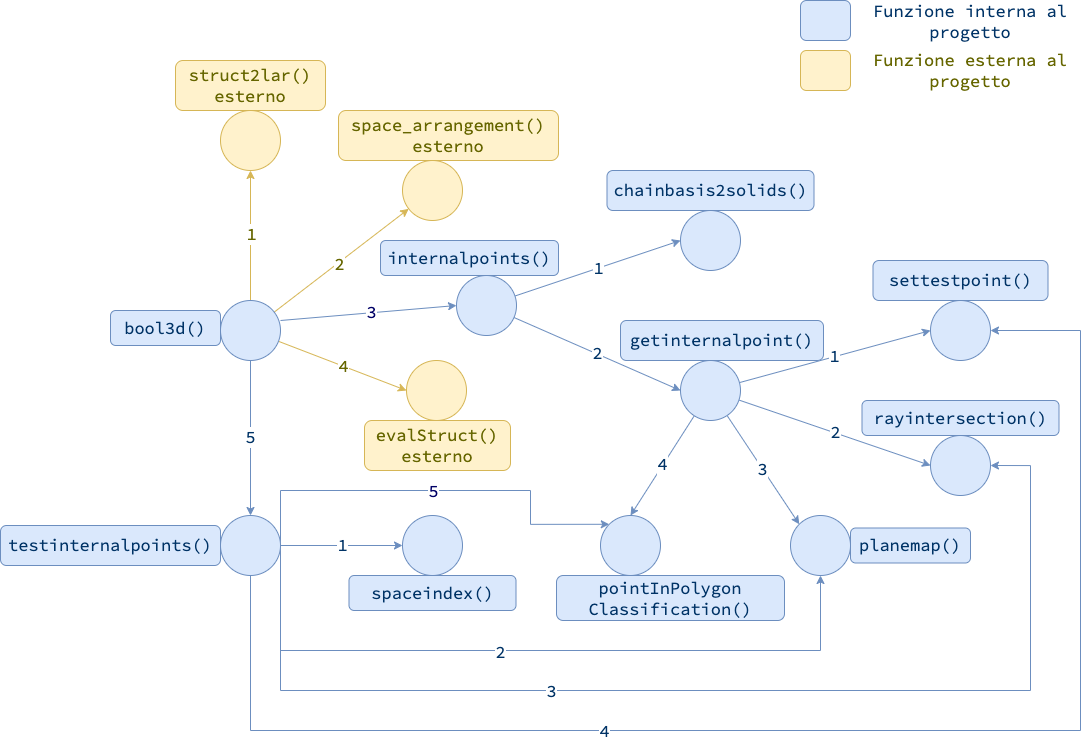 Funzione interna al
progetto
Funzione esterna al
progetto
struct2lar()
esterno
space_arrangement()
esterno
chainbasis2solids()
1
2
internalpoints()
1
settestpoint()
bool3d()
3
getinternalpoint()
2
1
4
rayintersection()
evalStruct()
esterno
2
5
4
3
5
testinternalpoints()
1
planemap()
spaceindex()
pointInPolygon
Classification()
2
3
4